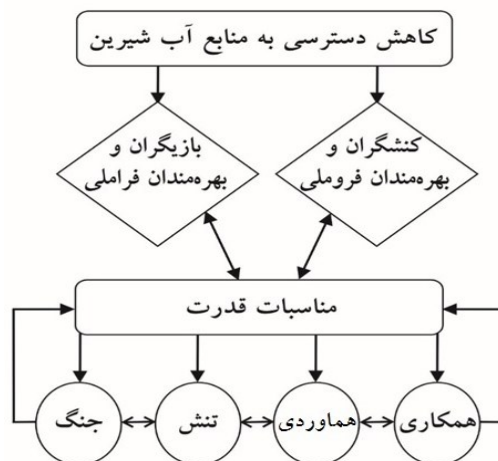 کاهش دسترسی به منابع آب شیرین
کنشگران و
بهره‌مندان فروملی
بازیگران و
بهره‌مندان فراملی
مناسبات قدرت
همکاری
هماوردی
تنش
جنگ